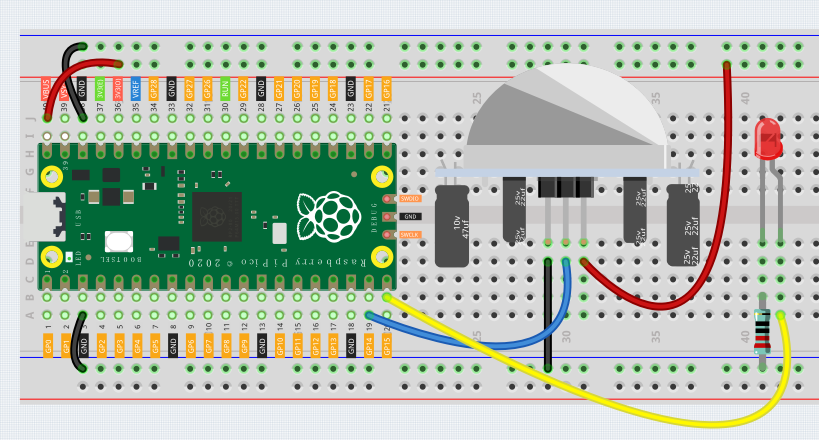 VBUS
39 VSYS
GND
37
36
35 VREF
34 GP28
33 GND
32 GP27
31 GP26
30 RUN
29 GP22
28 GND
27 GP21
26 GP20
25 GP19
24 GP18
23 GND
22 GP17
21 GP16
25
35
40
J
I
H
G
F
E
D
C
B
A
39
1
2
USB
LED
BOOTSEL
Raspberry Pi Pico © 2020
DEBUG
SWDIO
GND
SWCLK
10v
47uf
25v
22uf
25v
22uf
25v
22uf
25v
22uf
25
30
35
40
1 GP0
2 GP1
3 GND
4 GP2
5 GP3
6 GP4
7 GP5
8 GND
9 GP6
10 GP7
11 GP8
12 GP9
13 GND
14 GP10
15 GP11
16 GP12
17 GP13
18 GND
19 GP14
GP15